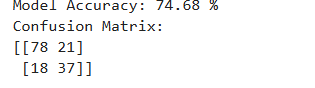 Model Accuracy: 74.68 %
Confusion Matrix:
[[78 21]
[18 37]]